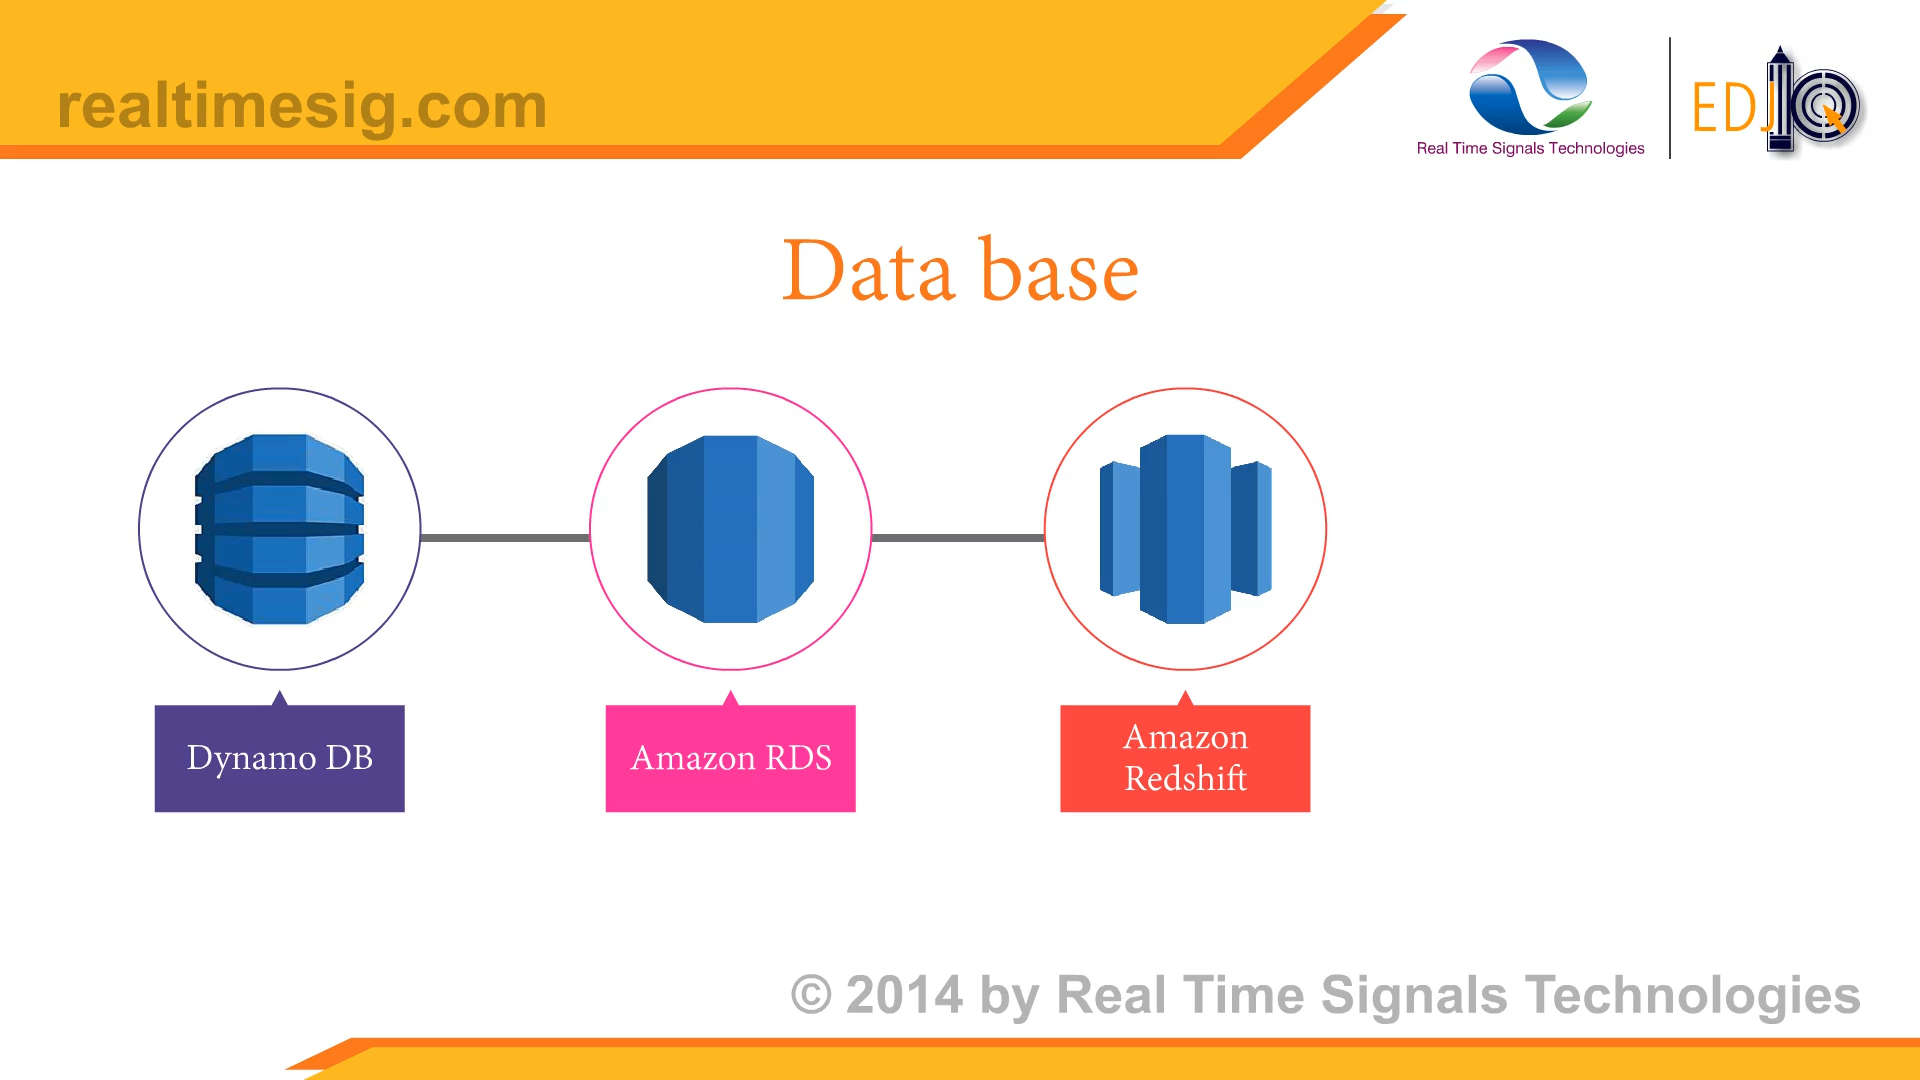 realtimesig.com
Real Time Signals Technologies
EDJ
Data base
Dynamo DB
Amazon RDS
Amazon
Redshift
© 2014 by Real Time Signals Technologies